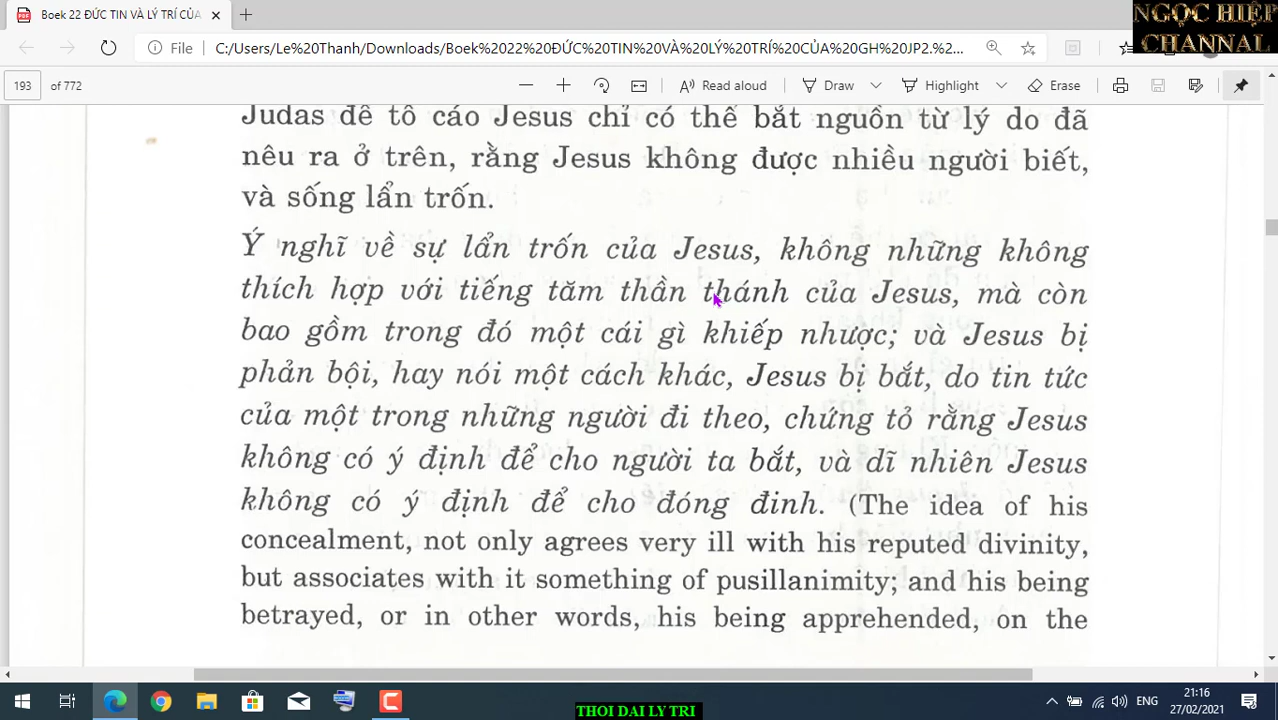 Boek 22 ĐỨC TIN VÀ LÝ TRÍ CỦA
NGỌC HIỆP
CHANNAL
File C:/Users/Le%20Thanh/Downloads/Boek%2022%20ĐỨC%20TIN%20VÀ%20LÝ%20TRÍ%20CỦA%20GH%20JP2.%...
193 of 772 Read aloud Draw Highlight Erase
Judas để tố cáo Jesus chỉ có thể bắt nguồn từ lý do đã
nêu ra ở trên, rằng Jesus không được nhiều người biết,
và sống lẩn trốn.
Ý nghĩ về sự lẩn trốn của Jesus, không những không
thích hợp với tiếng tăm thần thánh của Jesus, mà còn
bao gồm trong đó một cái gì khiếp nhược; và Jesus bị
phản bội, hay nói một cách khác, Jesus bị bắt, do tin tức
của một trong những người đi theo, chứng tỏ rằng Jesus
không có ý định để cho người ta bắt, và dĩ nhiên Jesus
không có ý định để cho đóng đinh. (The idea of his
concealment, not only agrees very ill with his reputed divinity,
but associates with it something of pusillanimity; and his being
betrayed, or in other words, his being apprehended, on the
ENG
21:16
27/02/2021
THOI DAI LY TRI